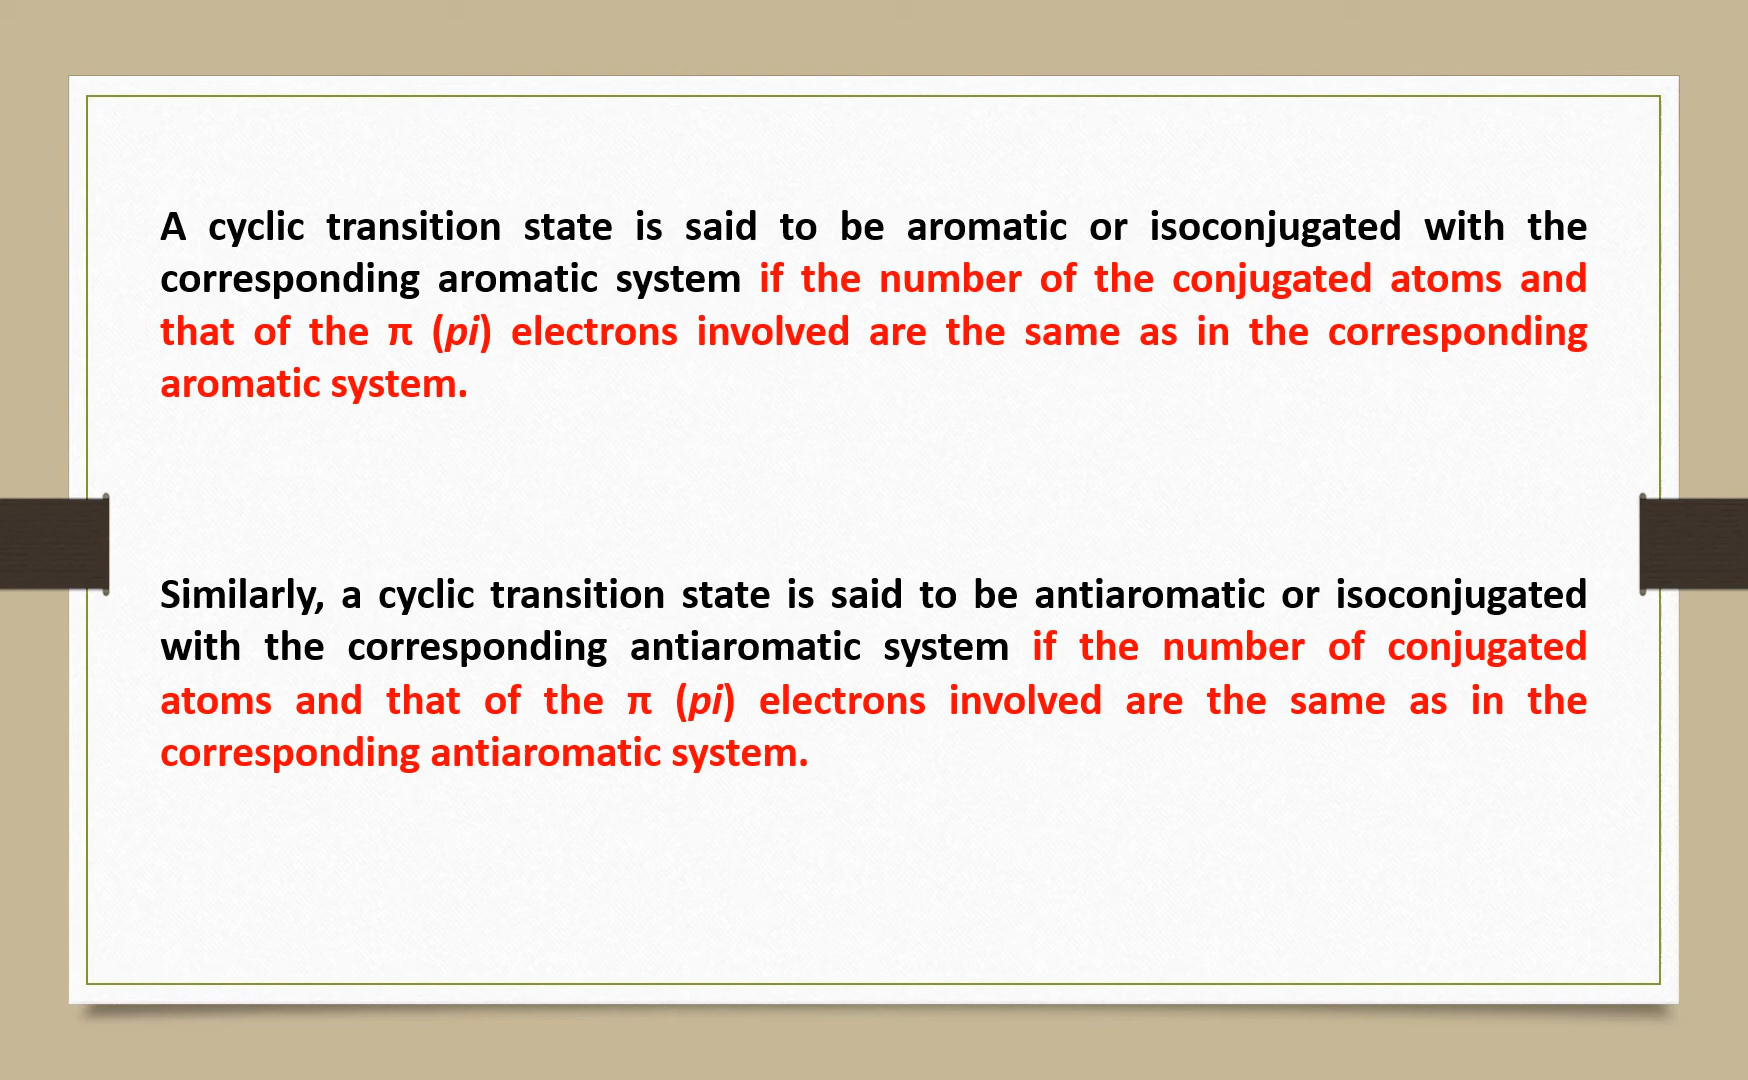 A cyclic transition state is said to be aromatic or isoconjugated with the
corresponding aromatic system if the number of the conjugated atoms and
that of the π (pi) electrons involved are the same as in the corresponding
aromatic system.
Similarly, a cyclic transition state is said to be antiaromatic or isoconjugated
with the corresponding antiaromatic system if the number of conjugated
atoms and that of the π (pi) electrons involved are the same as in the
corresponding antiaromatic system.